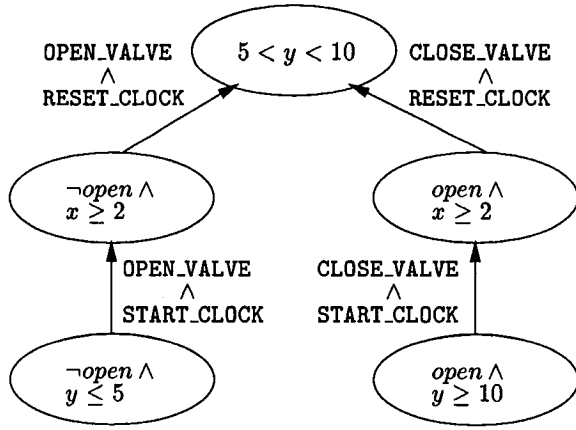 5 < y < 10
OPEN_VALVE
∧
RESET_CLOCK
CLOSE_VALVE
∧
RESET_CLOCK
¬open ∧
x ≥ 2
open ∧
x ≥ 2
OPEN_VALVE
∧
START_CLOCK
CLOSE_VALVE
∧
START_CLOCK
¬open ∧
y ≤ 5
open ∧
y ≥ 10